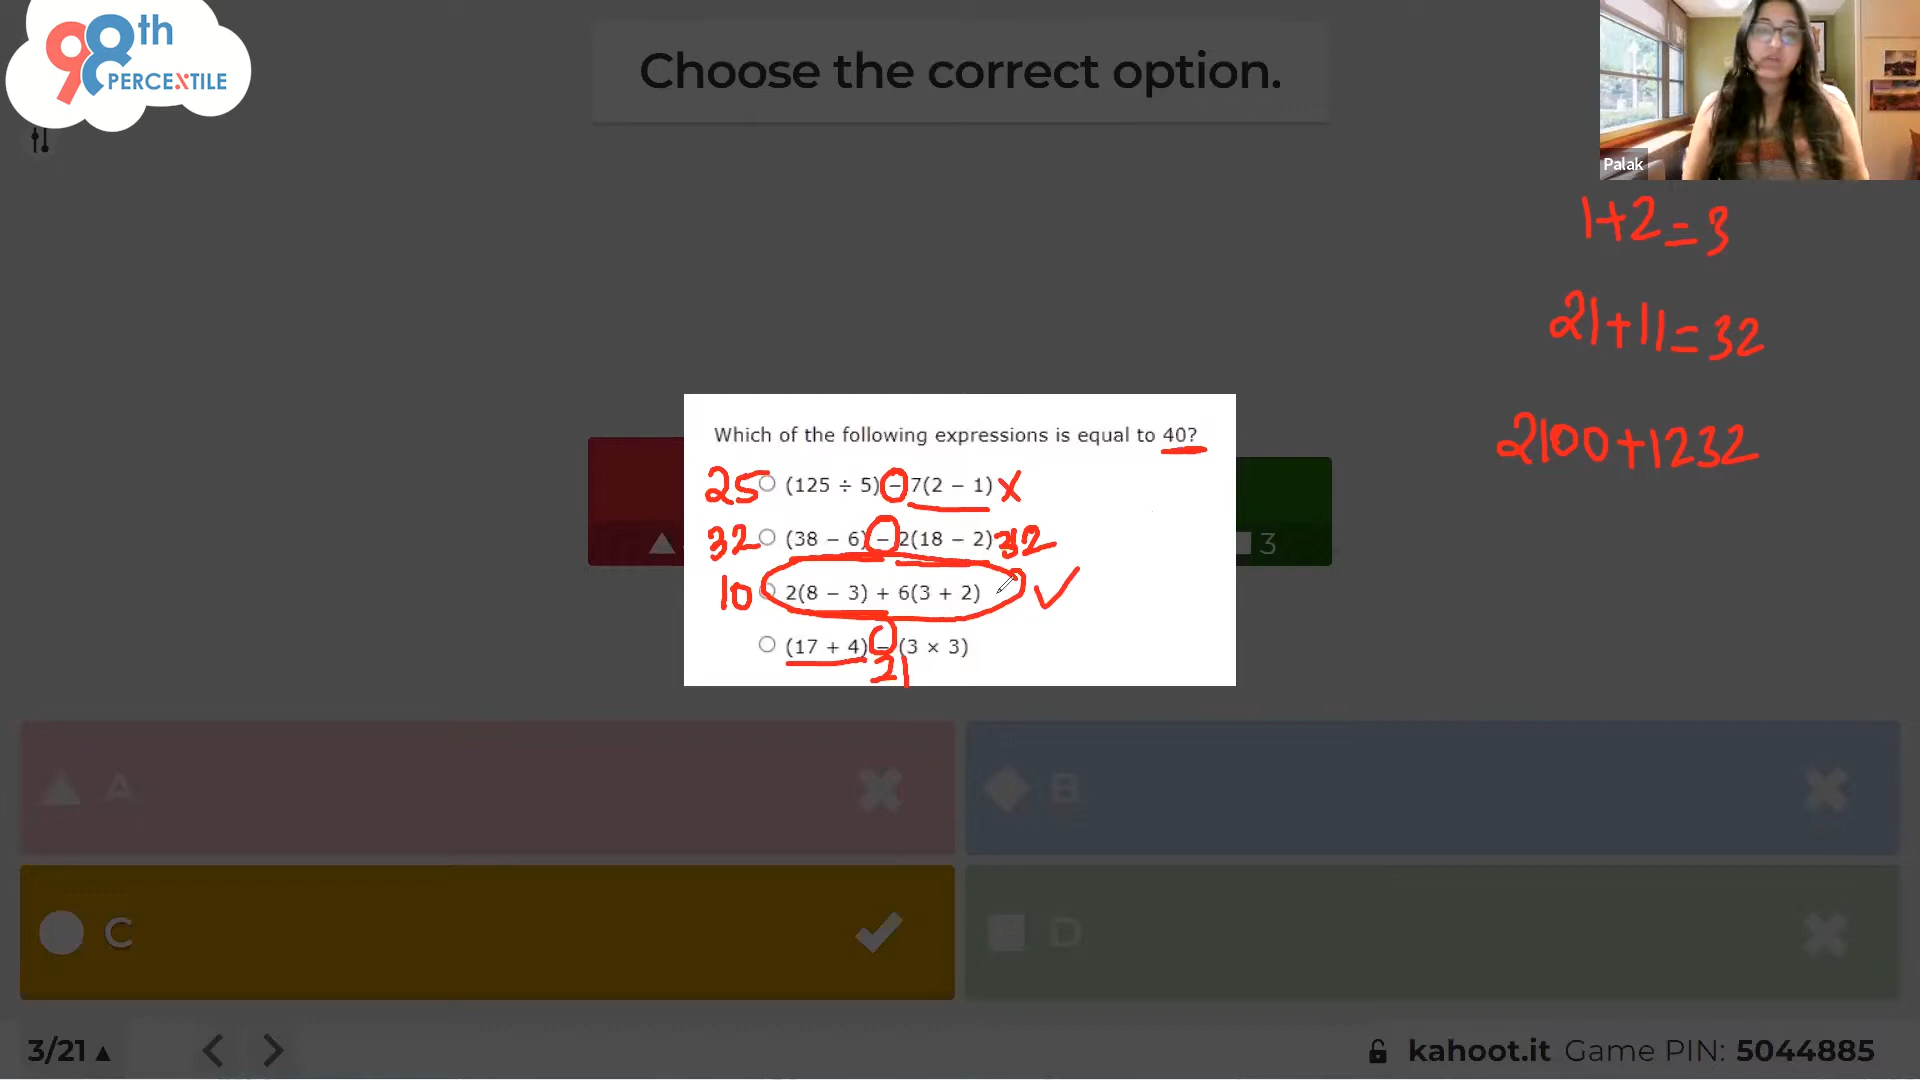 98th
PERCEXTILE
Choose the correct option.
Palak
1+2=3
21+11=32
2100+1232
Which of the following expressions is equal to 40?
25 (125 ÷ 5) − 7(2 − 1) X
32 (38 − 6) − 2(18 − 2) 32
10 2(8 − 3) + 6(3 + 2) ✓
(17 + 4) − (3 × 3)
21
3
A
B
C
D
3/21
kahoot.it Game PIN: 5044885